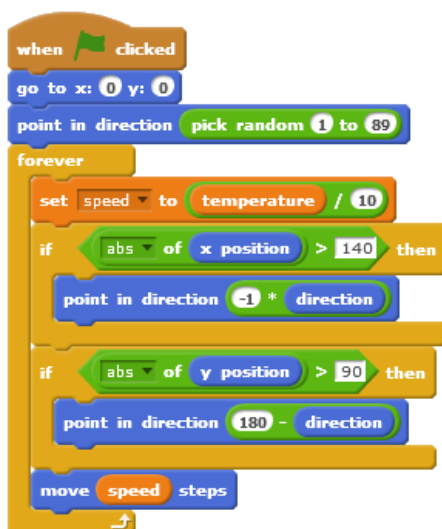 when clicked
go to x: 0 y: 0
point in direction pick random 1 to 89
forever
set speed to temperature / 10
if abs of x position > 140 then
point in direction -1 * direction
if abs of y position > 90 then
point in direction 180 - direction
move speed steps